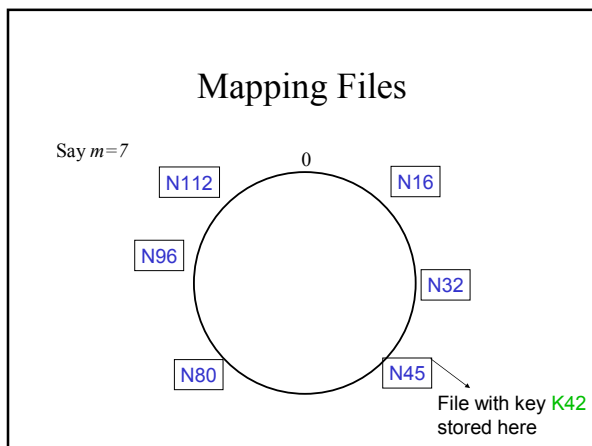 Mapping Files
Say m=7
0
N112
N16
N96
N32
N80
N45
File with key K42
stored here